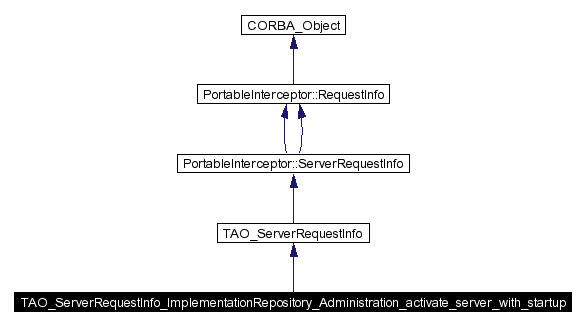 CORBA_Object
PortableInterceptor::RequestInfo
PortableInterceptor::ServerRequestInfo
TAO_ServerRequestInfo
TAO_ServerRequestInfo_ImplementationRepository_Administration_activate_server_with_startup